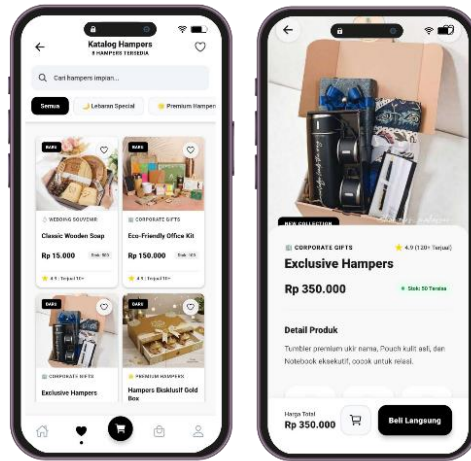 Katalog Hampers
8 HAMPERS TERSEDIA
Cari hampers impian...
Semua
Lebaran Special
Premium Hampers
BARU
BARU
WEDDING SOUVENIR
Classic Wooden Soap
Rp 15.000
CORPORATE GIFTS
Eco-Friendly Office Kit
Rp 150.000
BARU
BARU
CORPORATE GIFTS
Exclusive Hampers
PREMIUM HAMPERS
Hampers Eksklusif Gold
Box
NEW COLLECTION
CORPORATE GIFTS
4.9 (120+ Terjual)
Exclusive Hampers
Rp 350.000
Stok: 50 Tersisa
Detail Produk
Tumbler premium ukir nama, Pouch kulit asli, dan
Notebook eksekutif, cocok untuk relasi.
Harga Total
Rp 350.000
Beli Langsung